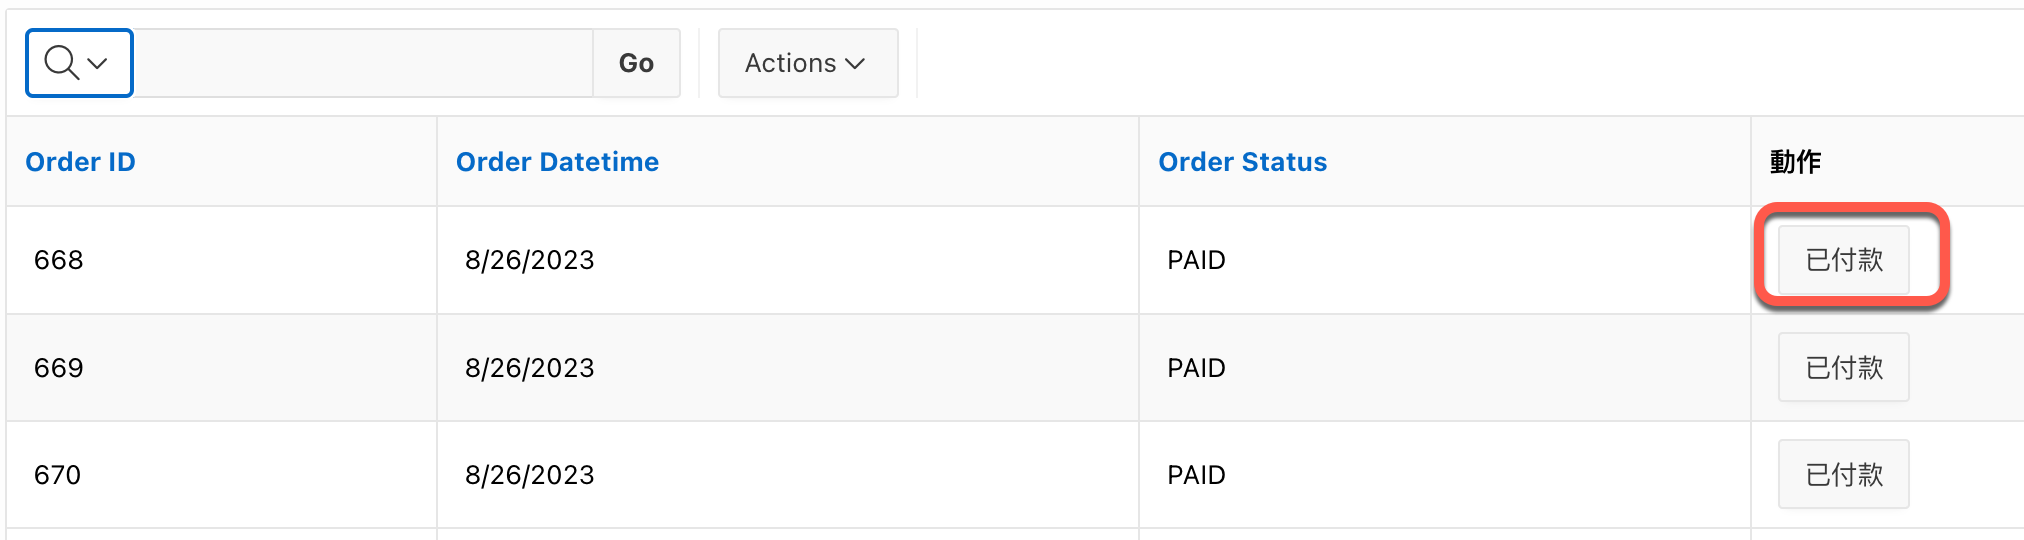 Go
Actions
Order ID Order Datetime Order Status 動作
668 8/26/2023 PAID 已付款
669 8/26/2023 PAID 已付款
670 8/26/2023 PAID 已付款